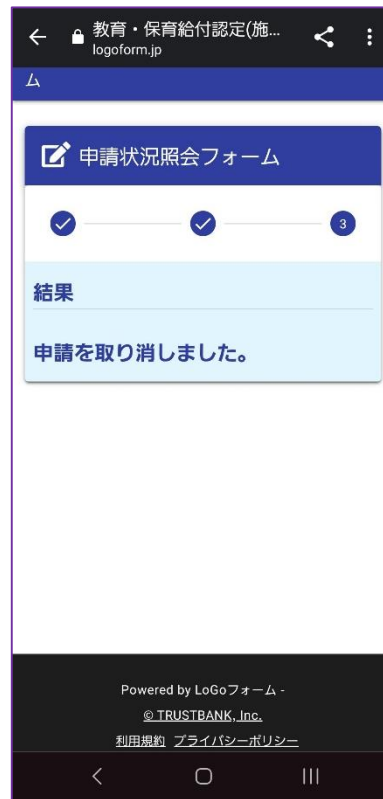 教育・保育給付認定(施...
logoform.jp
ム
申請状況照会フォーム
3
結果
申請を取り消しました。
Powered by LoGoフォーム -
© TRUSTBANK, Inc.
利用規約 プライバシーポリシー